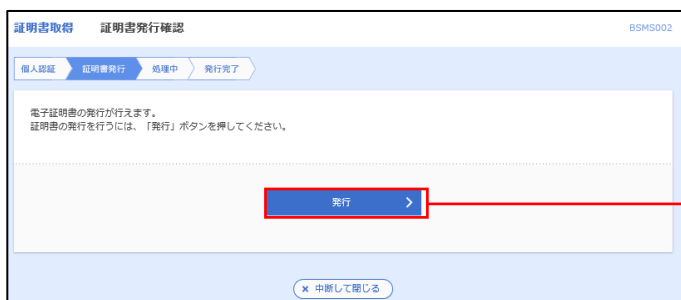 証明書取得 証明書発行確認 BSMS002
個人認証 証明書発行 処理中 発行完了
電子証明書の発行が行えます。
証明書の発行を行うには、「発行」ボタンを押してください。
発行
× 中断して閉じる